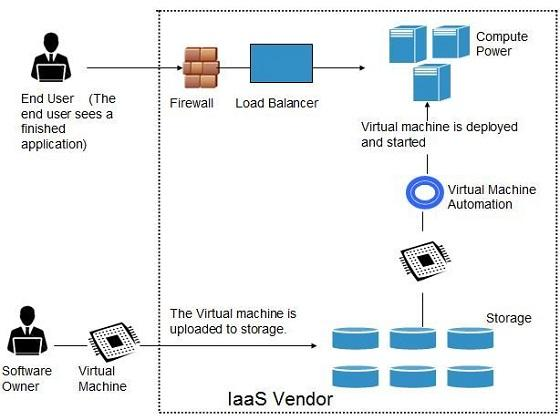 Compute
Power
End User (The
end user sees a
finished
application)
Firewall
Load Balancer
Virtual machine is deployed
and started
Virtual Machine
Automation
The Virtual machine is
uploaded to storage.
Storage
Software
Owner
Virtual
Machine
IaaS Vendor